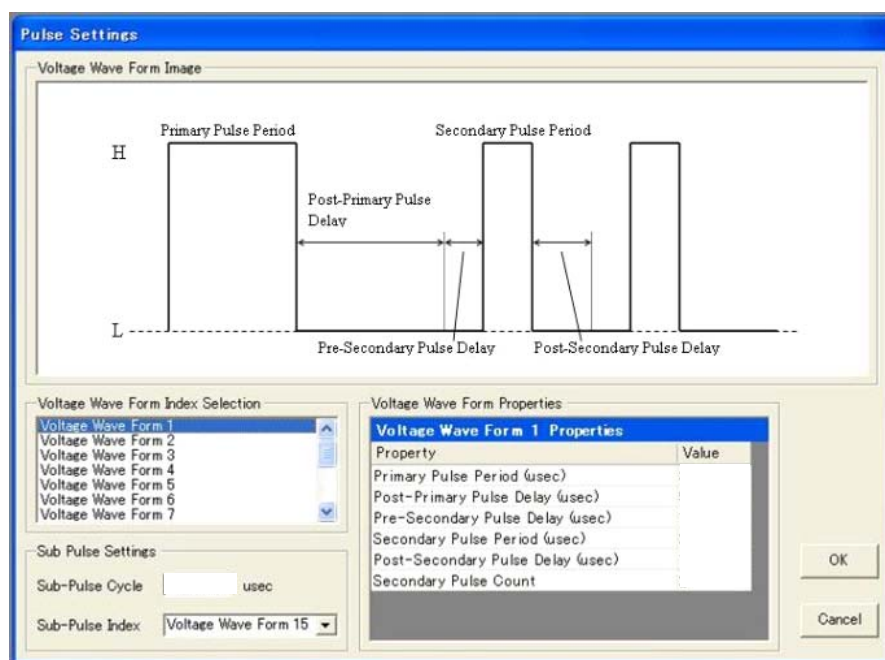 Pulse Settings
Voltage Wave Form Image
Primary Pulse Period
Secondary Pulse Period
H
Post-Primary Pulse
Delay
L
Pre-Secondary Pulse Delay
Post-Secondary Pulse Delay
Voltage Wave Form Index Selection
Voltage Wave Form 1
Voltage Wave Form 2
Voltage Wave Form 3
Voltage Wave Form 4
Voltage Wave Form 5
Voltage Wave Form 6
Voltage Wave Form 7
Sub Pulse Settings
Sub-Pulse Cycle usec
Sub-Pulse Index Voltage Wave Form 15
Voltage Wave Form Properties
Voltage Wave Form 1 Properties
Property Value
Primary Pulse Period (usec)
Post-Primary Pulse Delay (usec)
Pre-Secondary Pulse Delay (usec)
Secondary Pulse Period (usec)
Post-Secondary Pulse Delay (usec)
Secondary Pulse Count
OK
Cancel